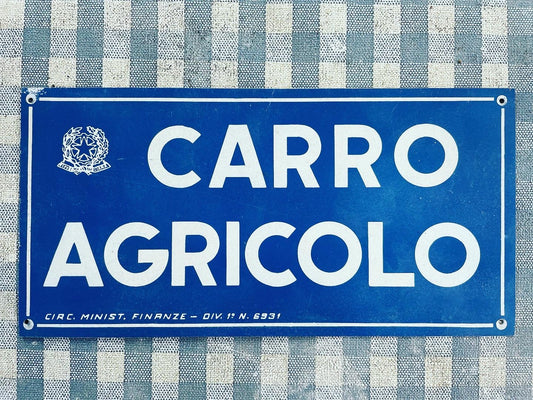 CARRO
AGRICOLO
CIRC. MINIST. FINANZE – DIV. 1ª N. 6931